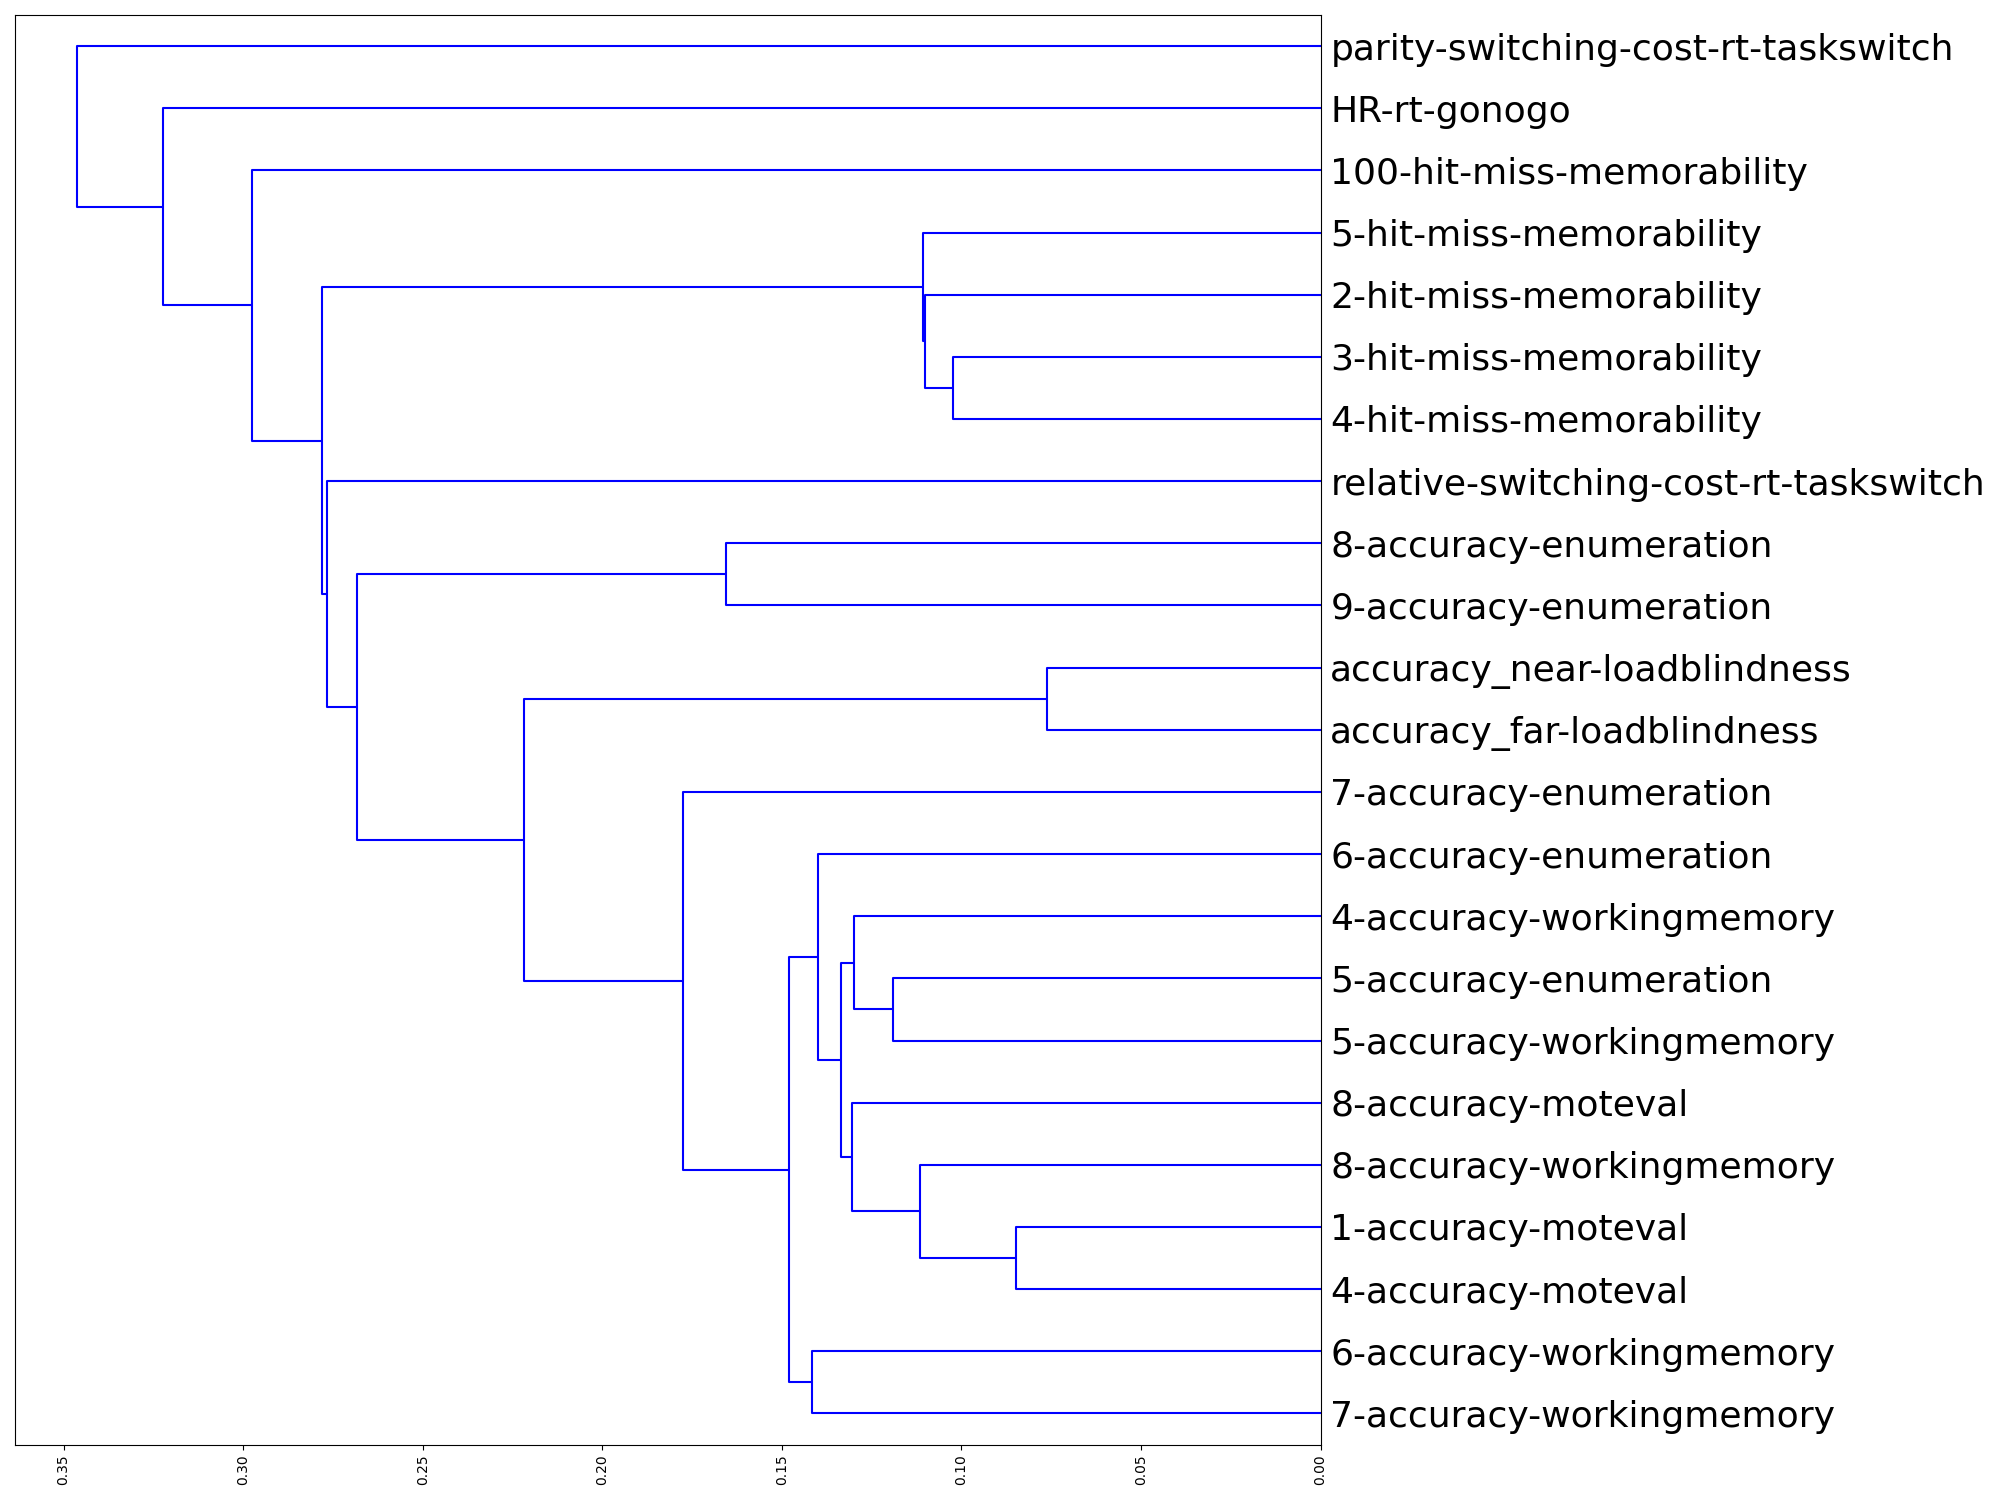 parity-switching-cost-rt-taskswitch
HR-rt-gonogo
100-hit-miss-memorability
5-hit-miss-memorability
2-hit-miss-memorability
3-hit-miss-memorability
4-hit-miss-memorability
relative-switching-cost-rt-taskswitch
8-accuracy-enumeration
9-accuracy-enumeration
accuracy_near-loadblindness
accuracy_far-loadblindness
7-accuracy-enumeration
6-accuracy-enumeration
4-accuracy-workingmemory
5-accuracy-enumeration
5-accuracy-workingmemory
8-accuracy-moteval
8-accuracy-workingmemory
1-accuracy-moteval
4-accuracy-moteval
6-accuracy-workingmemory
7-accuracy-workingmemory
0.35
0.30
0.25
0.20
0.15
0.10
0.05
0.00